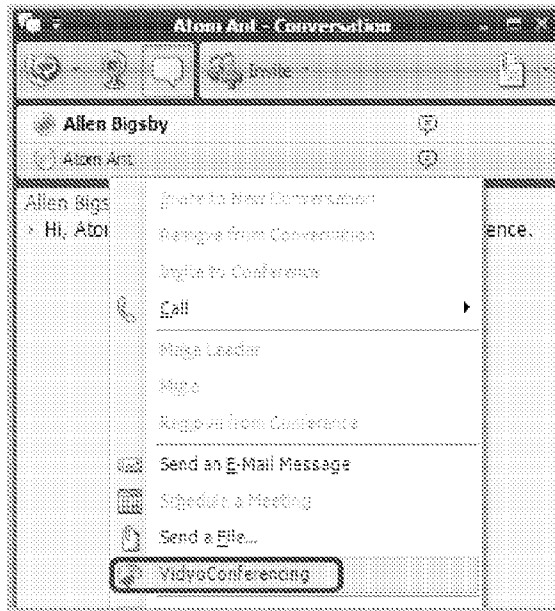 Atom Ant - Conversation
Invite
Allen Bigsby
Atom Ant
Allen Bigs
Hi, Ator
ence.
Invite to New Conversation
Remove from Conversation
Invite to Conference
Call
Make Leader
Mute
Remove from Conference
Send an E-Mail Message
Schedule a Meeting
Send a File...
VidyoConferencing